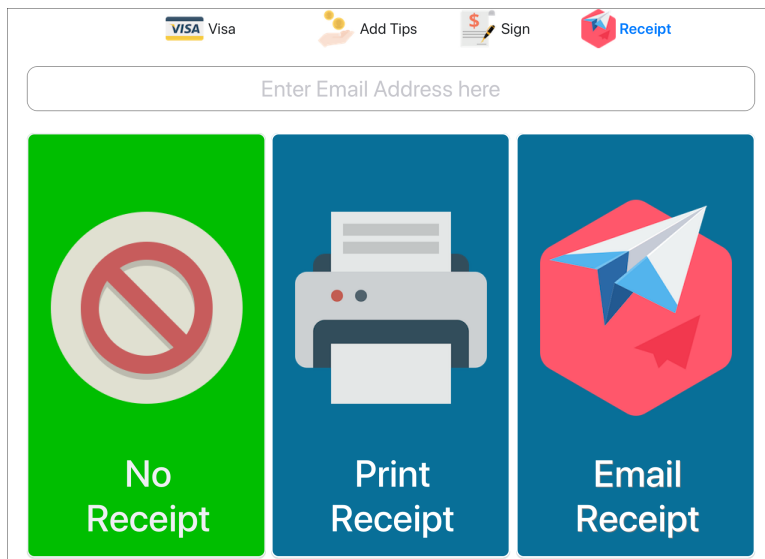 VISA Visa Add Tips $ Sign Receipt
Enter Email Address here
No
Receipt
Print
Receipt
Email
Receipt